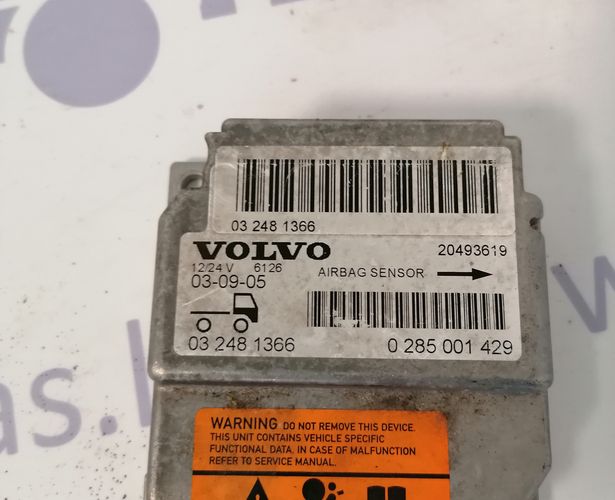 03 248 1366
VOLVO 20493619
12/24 V 6126 AIRBAG SENSOR
03-09-05
03 248 1366 0 285 001 429
WARNING DO NOT REMOVE THIS DEVICE.
THIS UNIT CONTAINS VEHICLE SPECIFIC
FUNCTIONAL DATA. IN CASE OF MALFUNCTION
REFER TO SERVICE MANUAL.
as.l